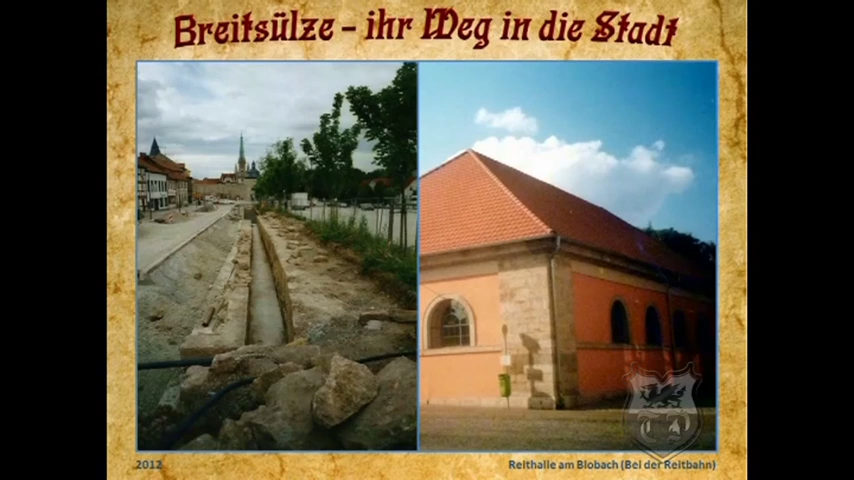 Breitsülze – ihr Weg in die Stadt
2012
Reithalle am Blobach (Bei der Reitbahn)